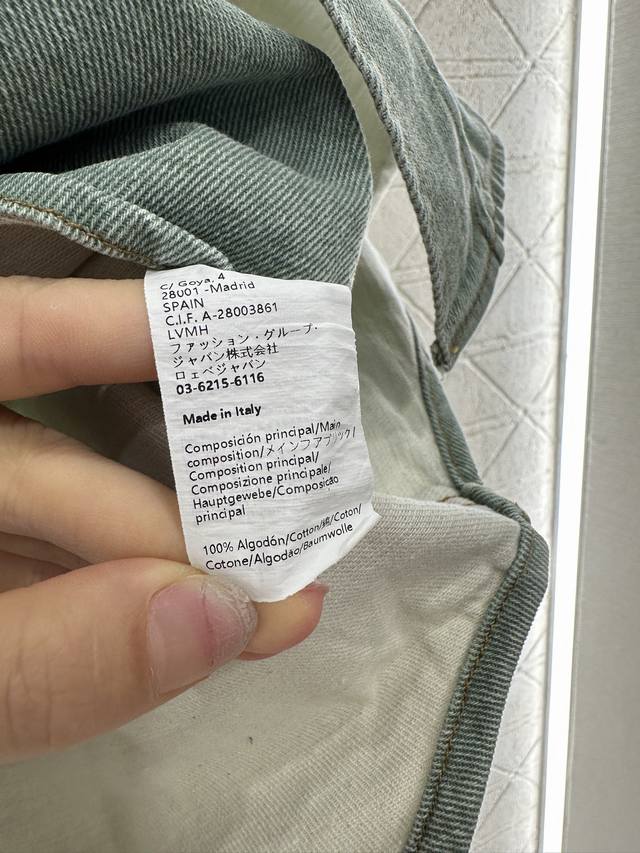 C/ Goya, 4
28001 -Madrid
SPAIN
C.I.F. A-28003861
LVMH
ファッション・グループ・
ジャパン株式会社
ロエベジャパン
03-6215-6116
Made in Italy
Composición principal/Main
composition/メインファブリック/
Composition principal/
Composizione principale/
Hauptgewebe/Composição
principal
100% Algodón/Cotton/綿/Coton/
Cotone/Algodão/Baumwolle